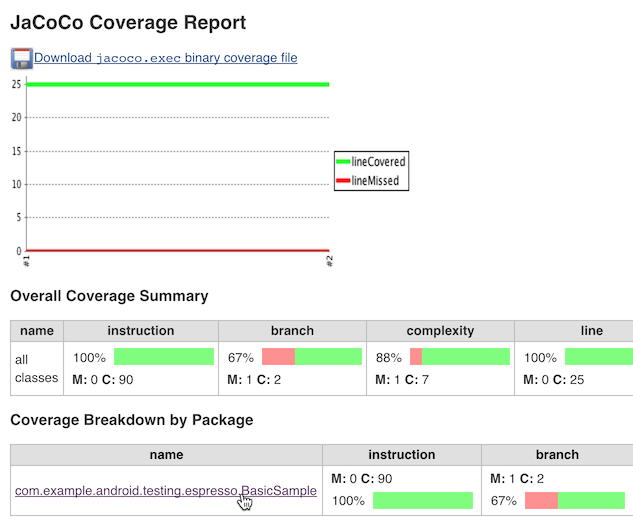 JaCoCo Coverage Report
Download jacoco.exec binary coverage file
25
20
15
10
5
0
#1
#2
lineCovered
lineMissed
Overall Coverage Summary
name instruction branch complexity line
all classes
100%
M: 0 C: 90
67%
M: 1 C: 2
88%
M: 1 C: 7
100%
M: 0 C: 25
Coverage Breakdown by Package
name instruction branch
com.example.android.testing.espresso.BasicSample
M: 0 C: 90
100%
M: 1 C: 2
67%